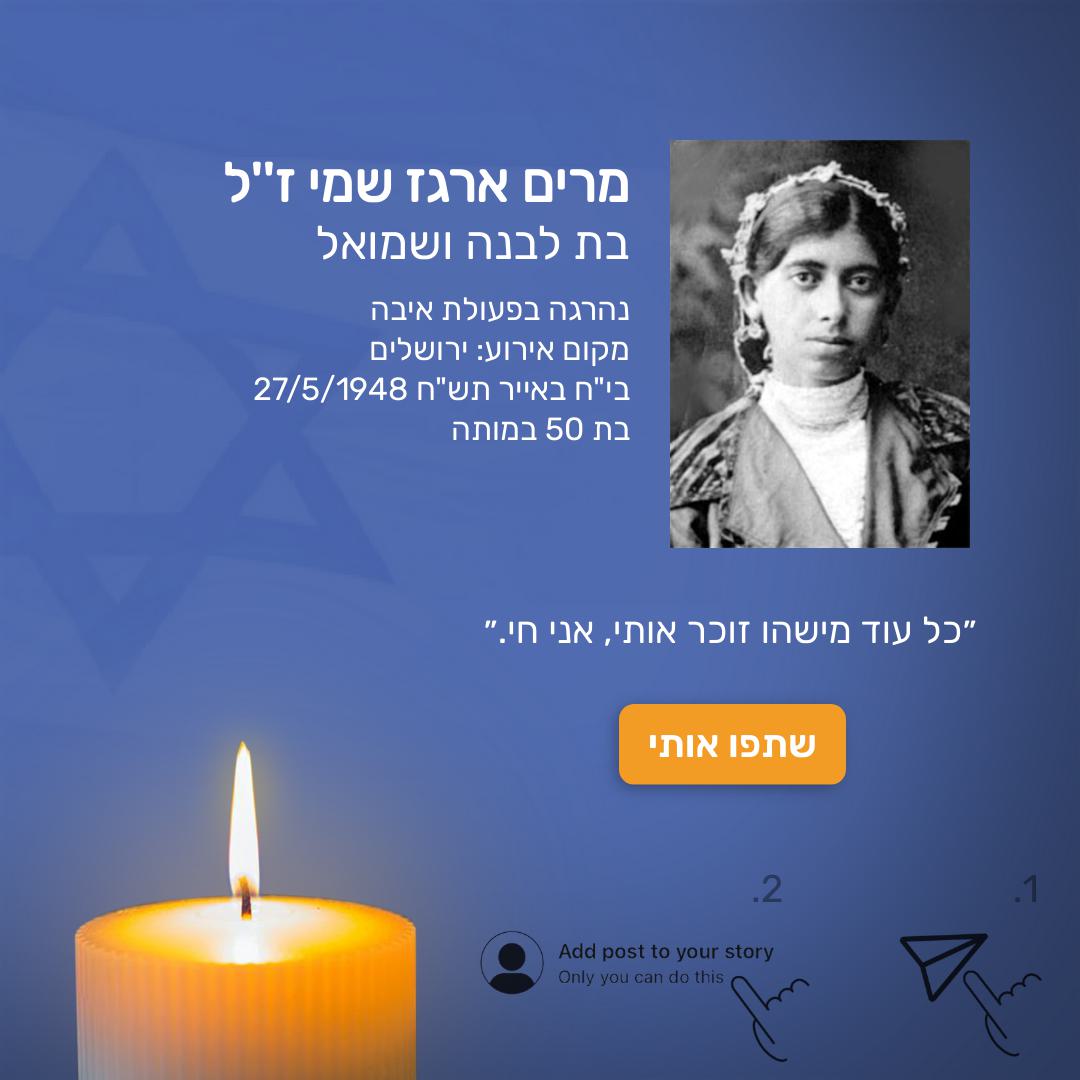 מרים ארגז שמי ז"ל
בת לבנה ושמואל
נהרגה בפעולת איבה
מקום אירוע: ירושלים
בי"ח באייר תש"ח 27/5/1948
בת 50 במותה
״כל עוד מישהו זוכר אותי, אני חי.״
שתפו אותי
1.
2.
Add post to your story
Only you can do this